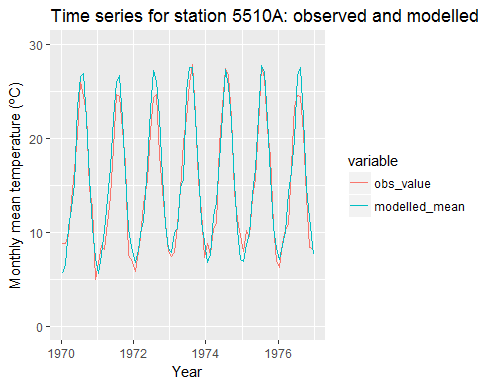 Time series for station 5510A: observed and modelled
30
20
10
0
Monthly mean temperature (ºC)
1970
1972
1974
1976
Year
variable
obs_value
modelled_mean